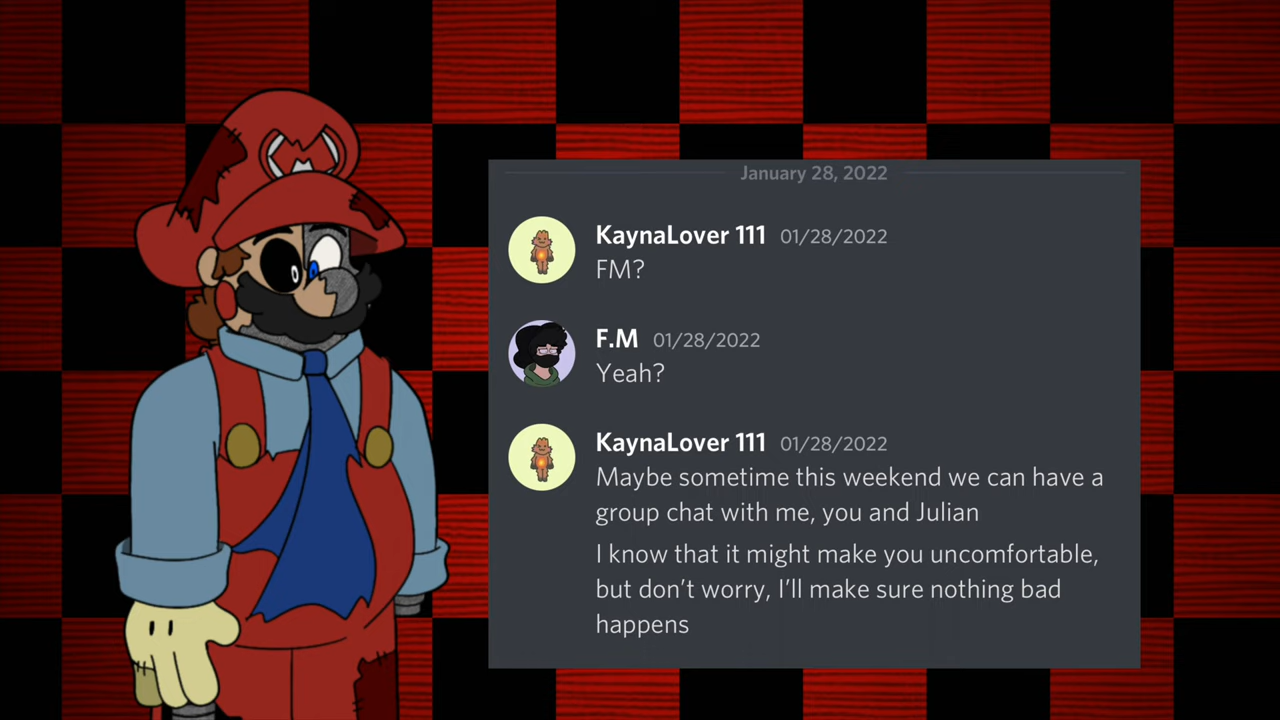 January 28, 2022
KaynaLover 111 01/28/2022
FM?
F.M 01/28/2022
Yeah?
KaynaLover 111 01/28/2022
Maybe sometime this weekend we can have a
group chat with me, you and Julian
I know that it might make you uncomfortable,
but don’t worry, I’ll make sure nothing bad
happens